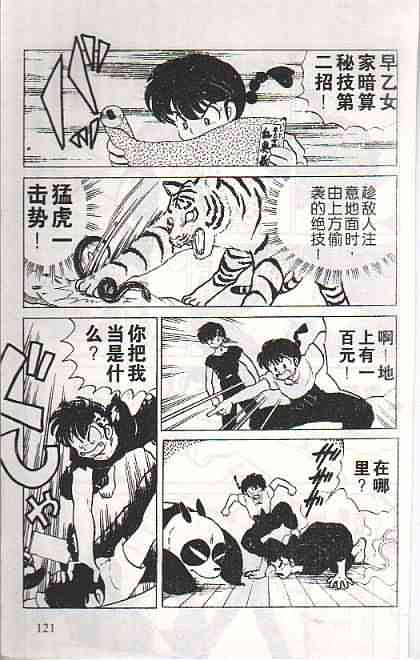 早乙女
家暗算
秘技第
二招！
趁敌人注
意地面时，
由上方偷
袭的绝技！
猛虎一
击势！
啊！地
上有一
百元！
你把我
当是什
么？
在哪
里？
121